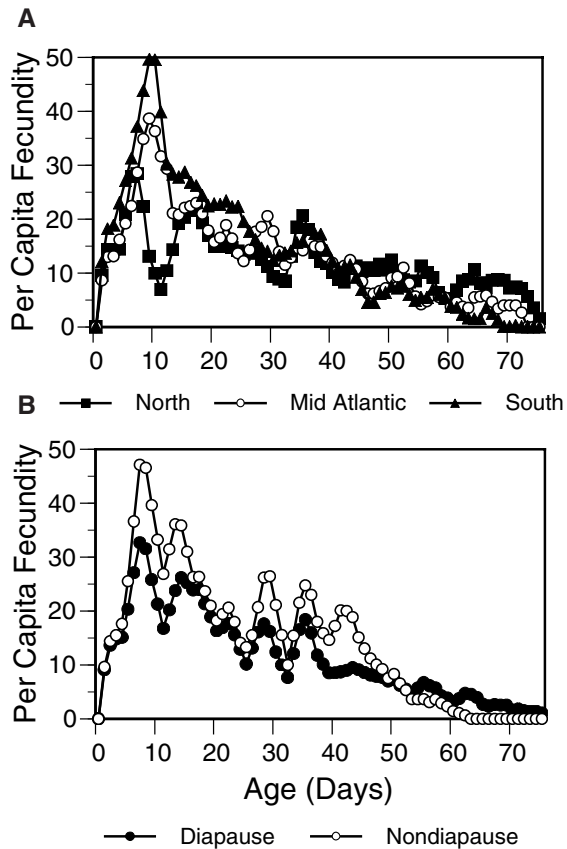 A
Per Capita Fecundity
50
40
30
20
10
0
0 10 20 30 40 50 60 70
North Mid Atlantic South
B
Per Capita Fecundity
50
40
30
20
10
0
0 10 20 30 40 50 60 70
Age (Days)
Diapause Nondiapause